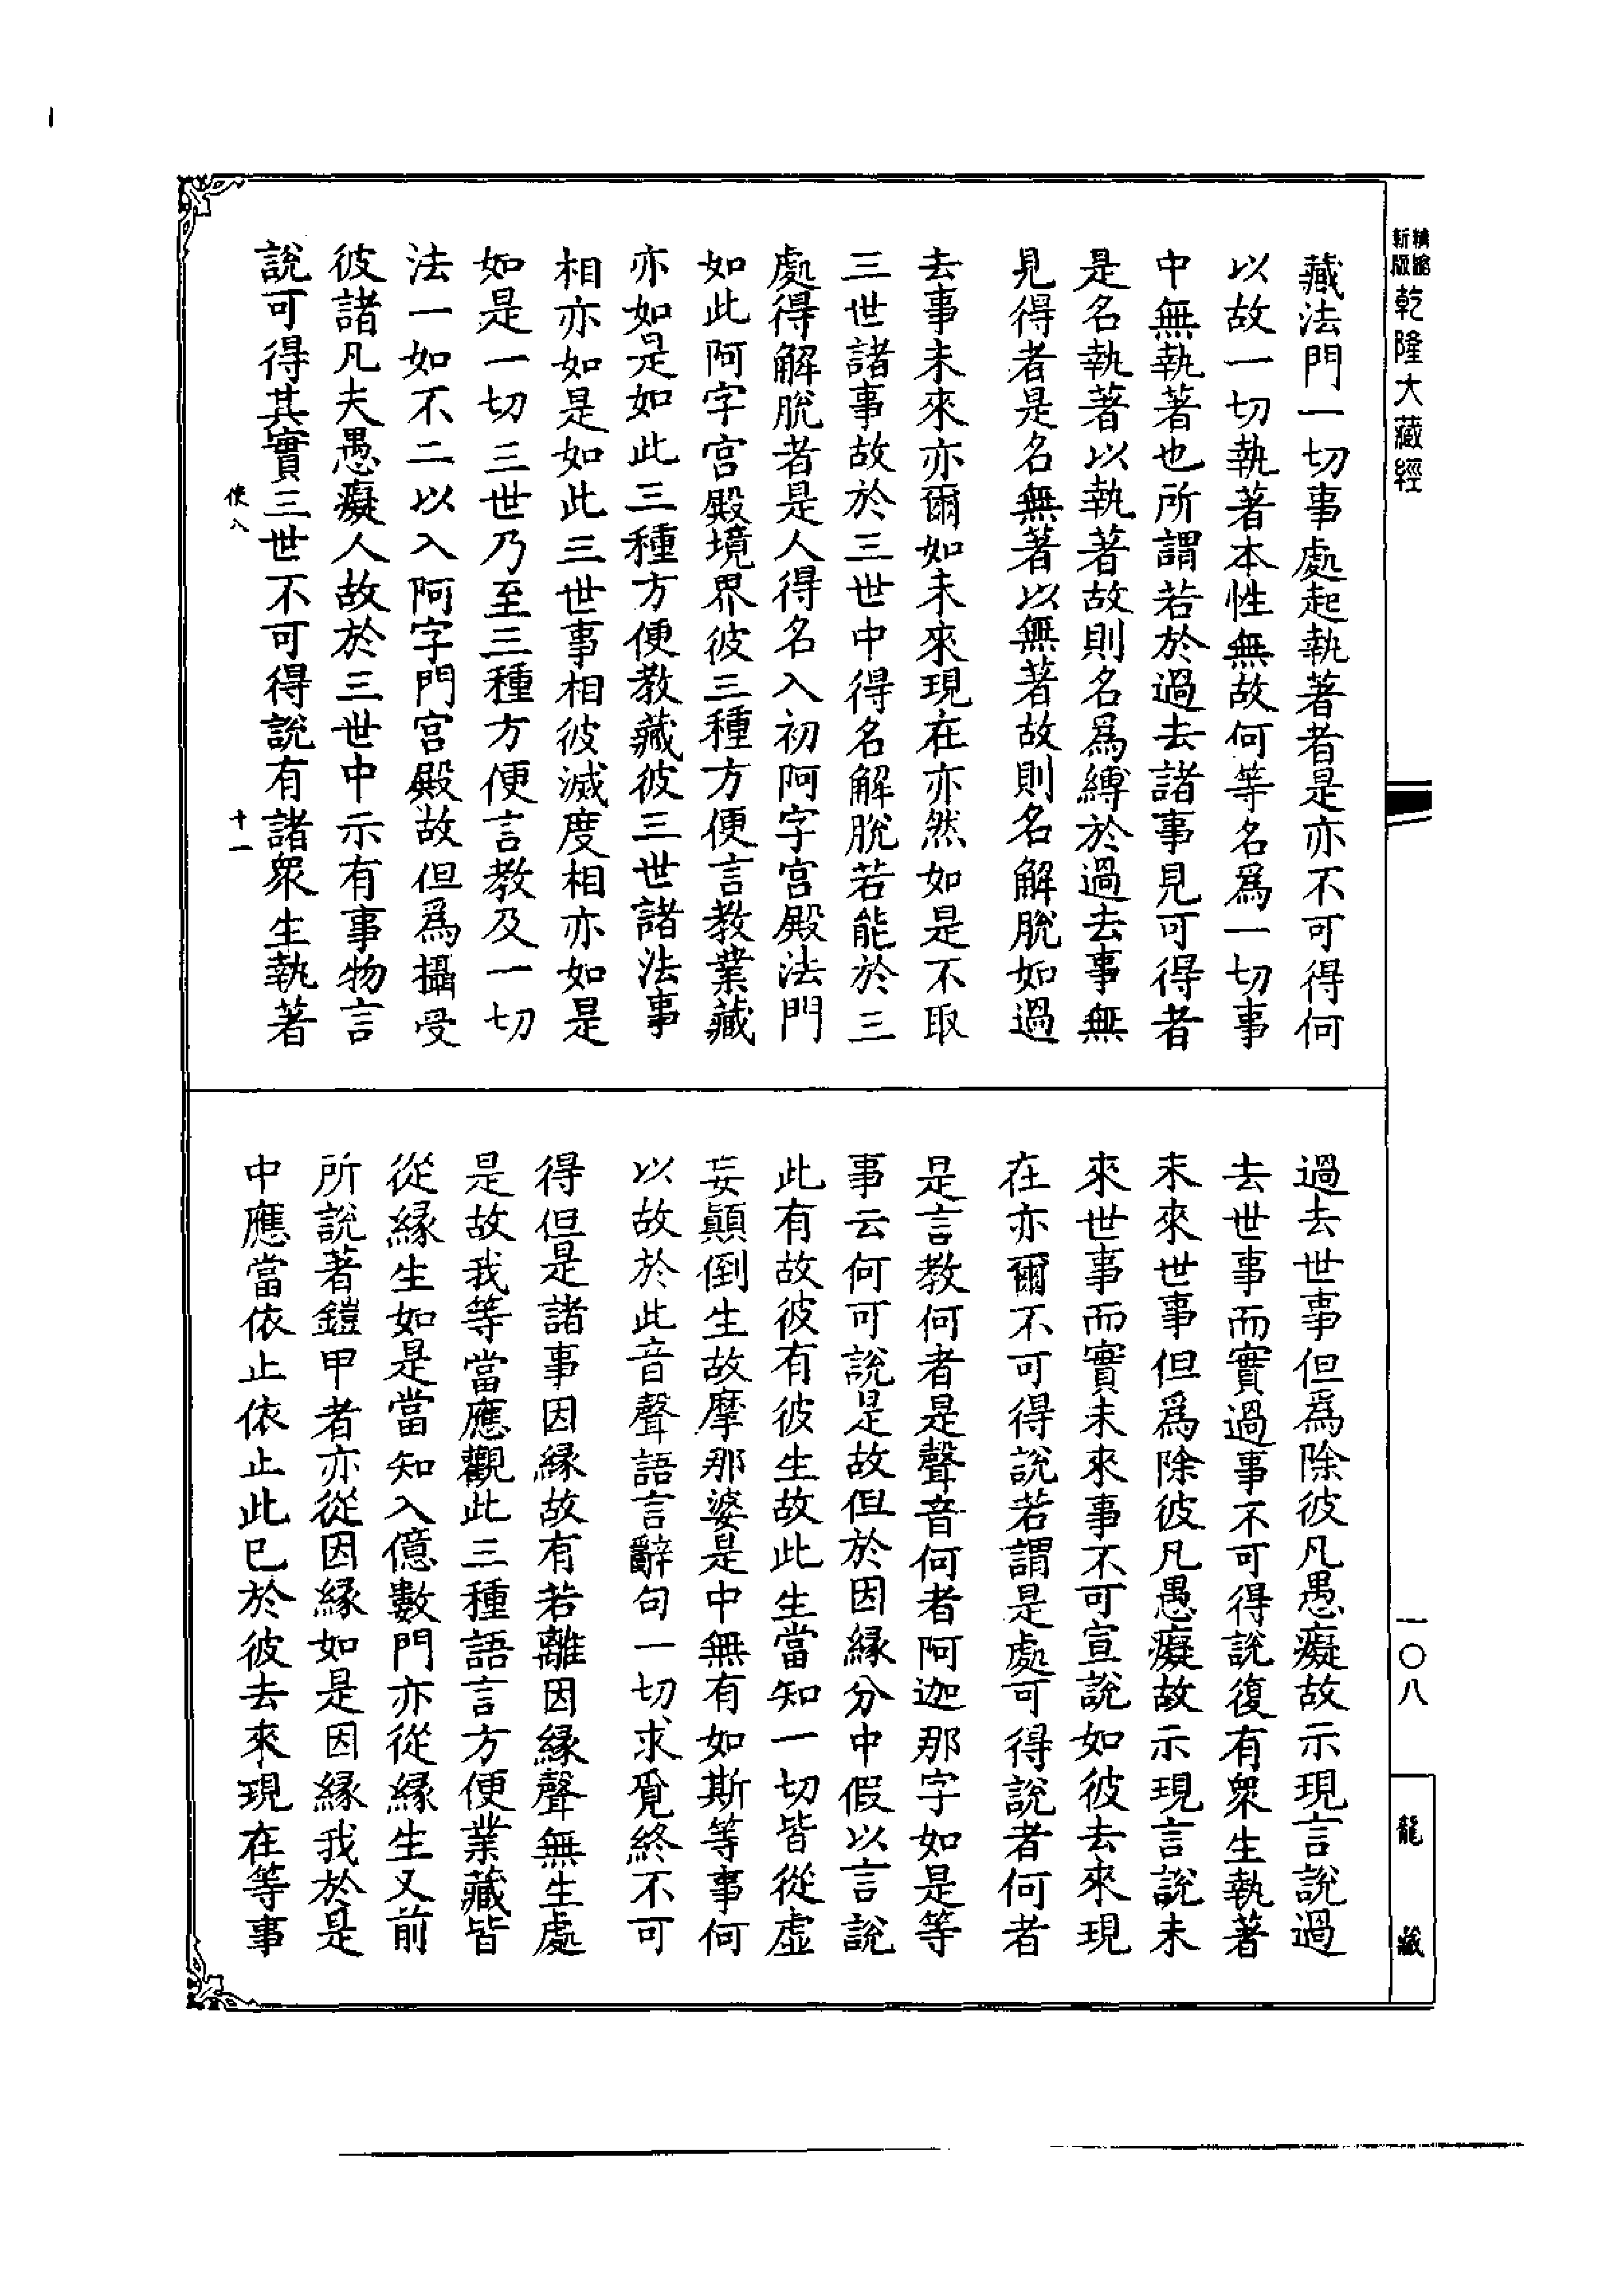 新版
精縮
乾隆大藏經
藏法門一切事處起執著者是亦不可得何
以故一切執著本性無故何等名爲一切事
中無執著也所謂若於過去諸事見可得者
是名執著以執著故則名爲縛於過去事無
見得者是名無著以無著故則名解脫如過
去事未來亦爾如未來現在亦然如是不取
三世諸事故於三世中得名解脫若能於三
處得解脫者是人得名入初阿字宫殿法門
如此阿字宫殿境界彼三種方便言教業藏
亦如是如此三種方便教藏彼三世諸法事
相亦如是如此三世事相彼滅度相亦如是
如是一切三世乃至三種方便言教及一切
法一如不二以入阿字門宫殿故但爲攝受
彼諸凡夫愚癡人故於三世中示有事物言
說可得其實三世不可得說有諸衆生執著
使八
十一
過去世事但爲除彼凡愚癡故示現言說過
去世事而實過事不可得說復有衆生執著
未來世事但爲除彼凡愚癡故示現言說未
來世事而實未來事不可宣說如彼去來現
在亦爾不可得說若謂是處可得說者何者
是言教何者是聲音何者阿迦那字如是等
事云何可說是故但於因緣分中假以言說
此有故彼有彼生故此生當知一切皆從虛
妄顚倒生故摩那婆是中無有如斯等事何
以故於此音聲語言辭句一切求覓終不可
得但是諸事因緣故有若離因緣聲無生處
是故我等當應觀此三種語言方便業藏皆
從緣生如是當知入億數門亦從緣生又前
所說著鎧甲者亦從因緣如是因緣我於是
中應當依止依止此已於彼去來現在等事
一〇八
龍藏